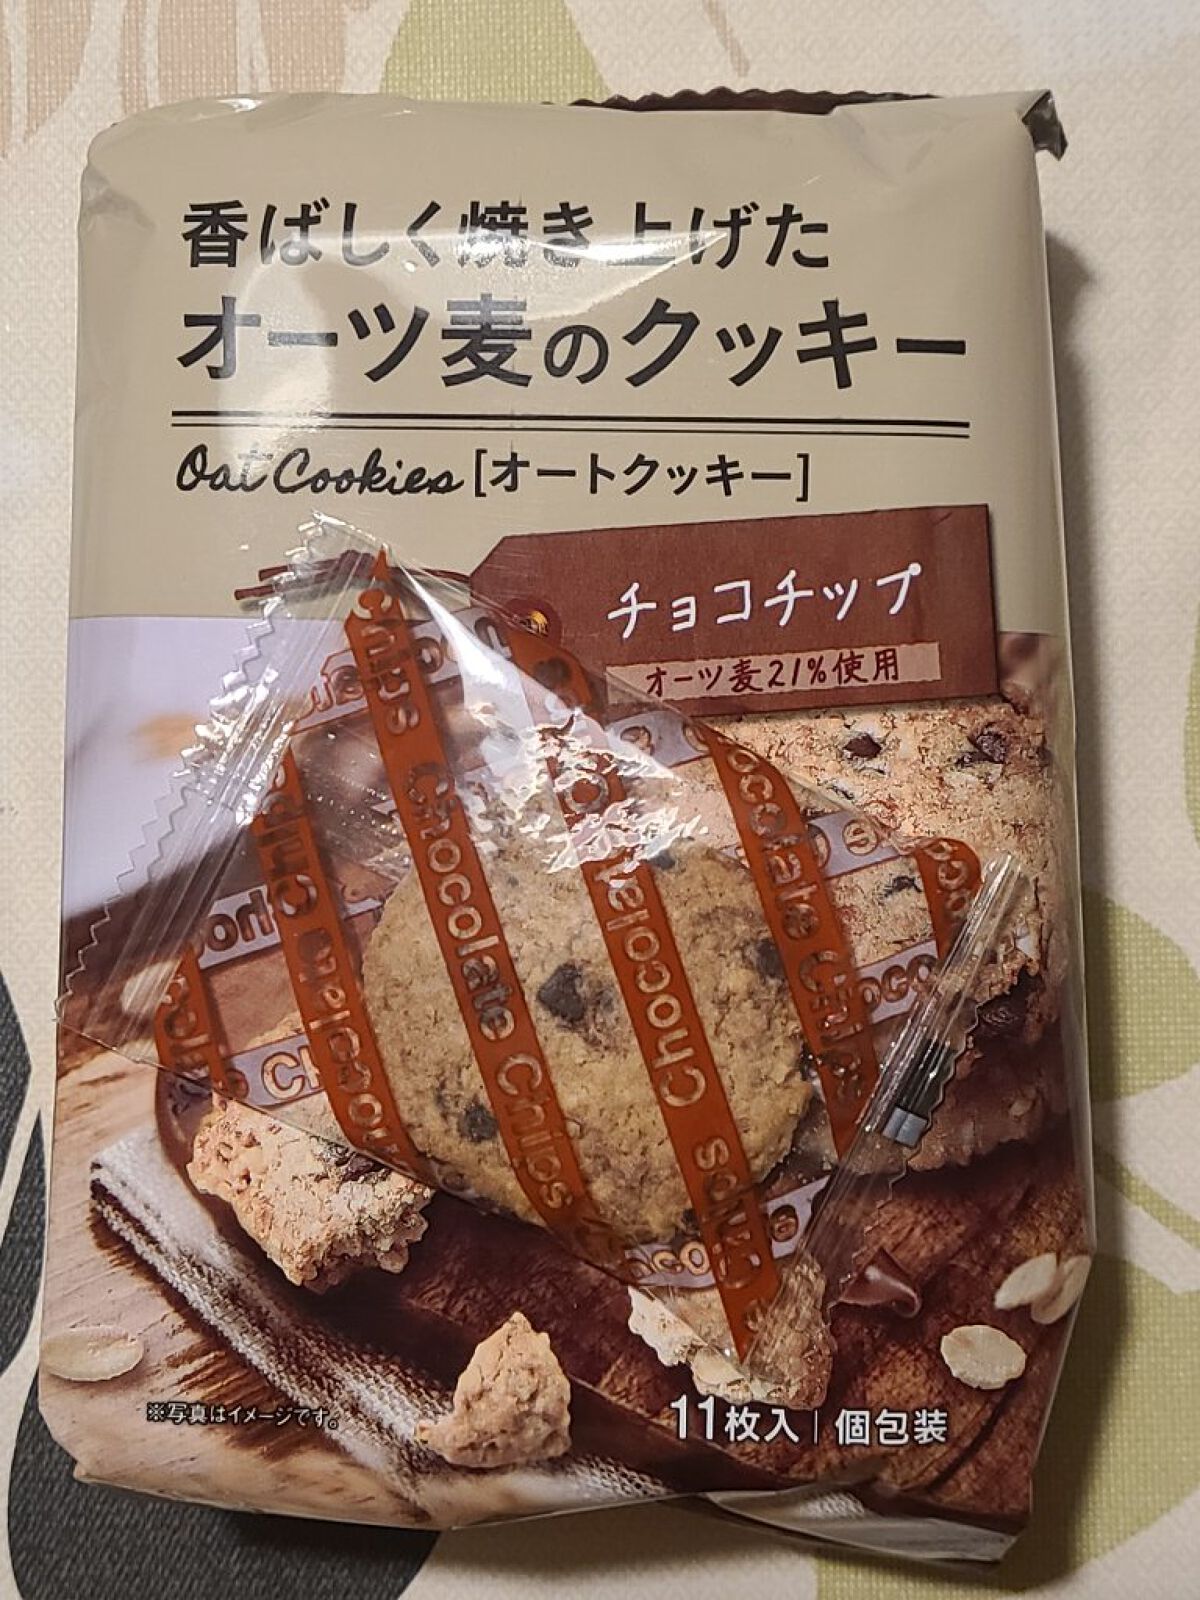 香ばしく焼き上げた
オーツ麦のクッキー
Oat Cookies [オートクッキー]
チョコチップ
オーツ麦21%使用
Chips Chocolate Chips
Chocolate Chips
Chocolate Chips
※写真はイメージです。
11枚入 | 個包装